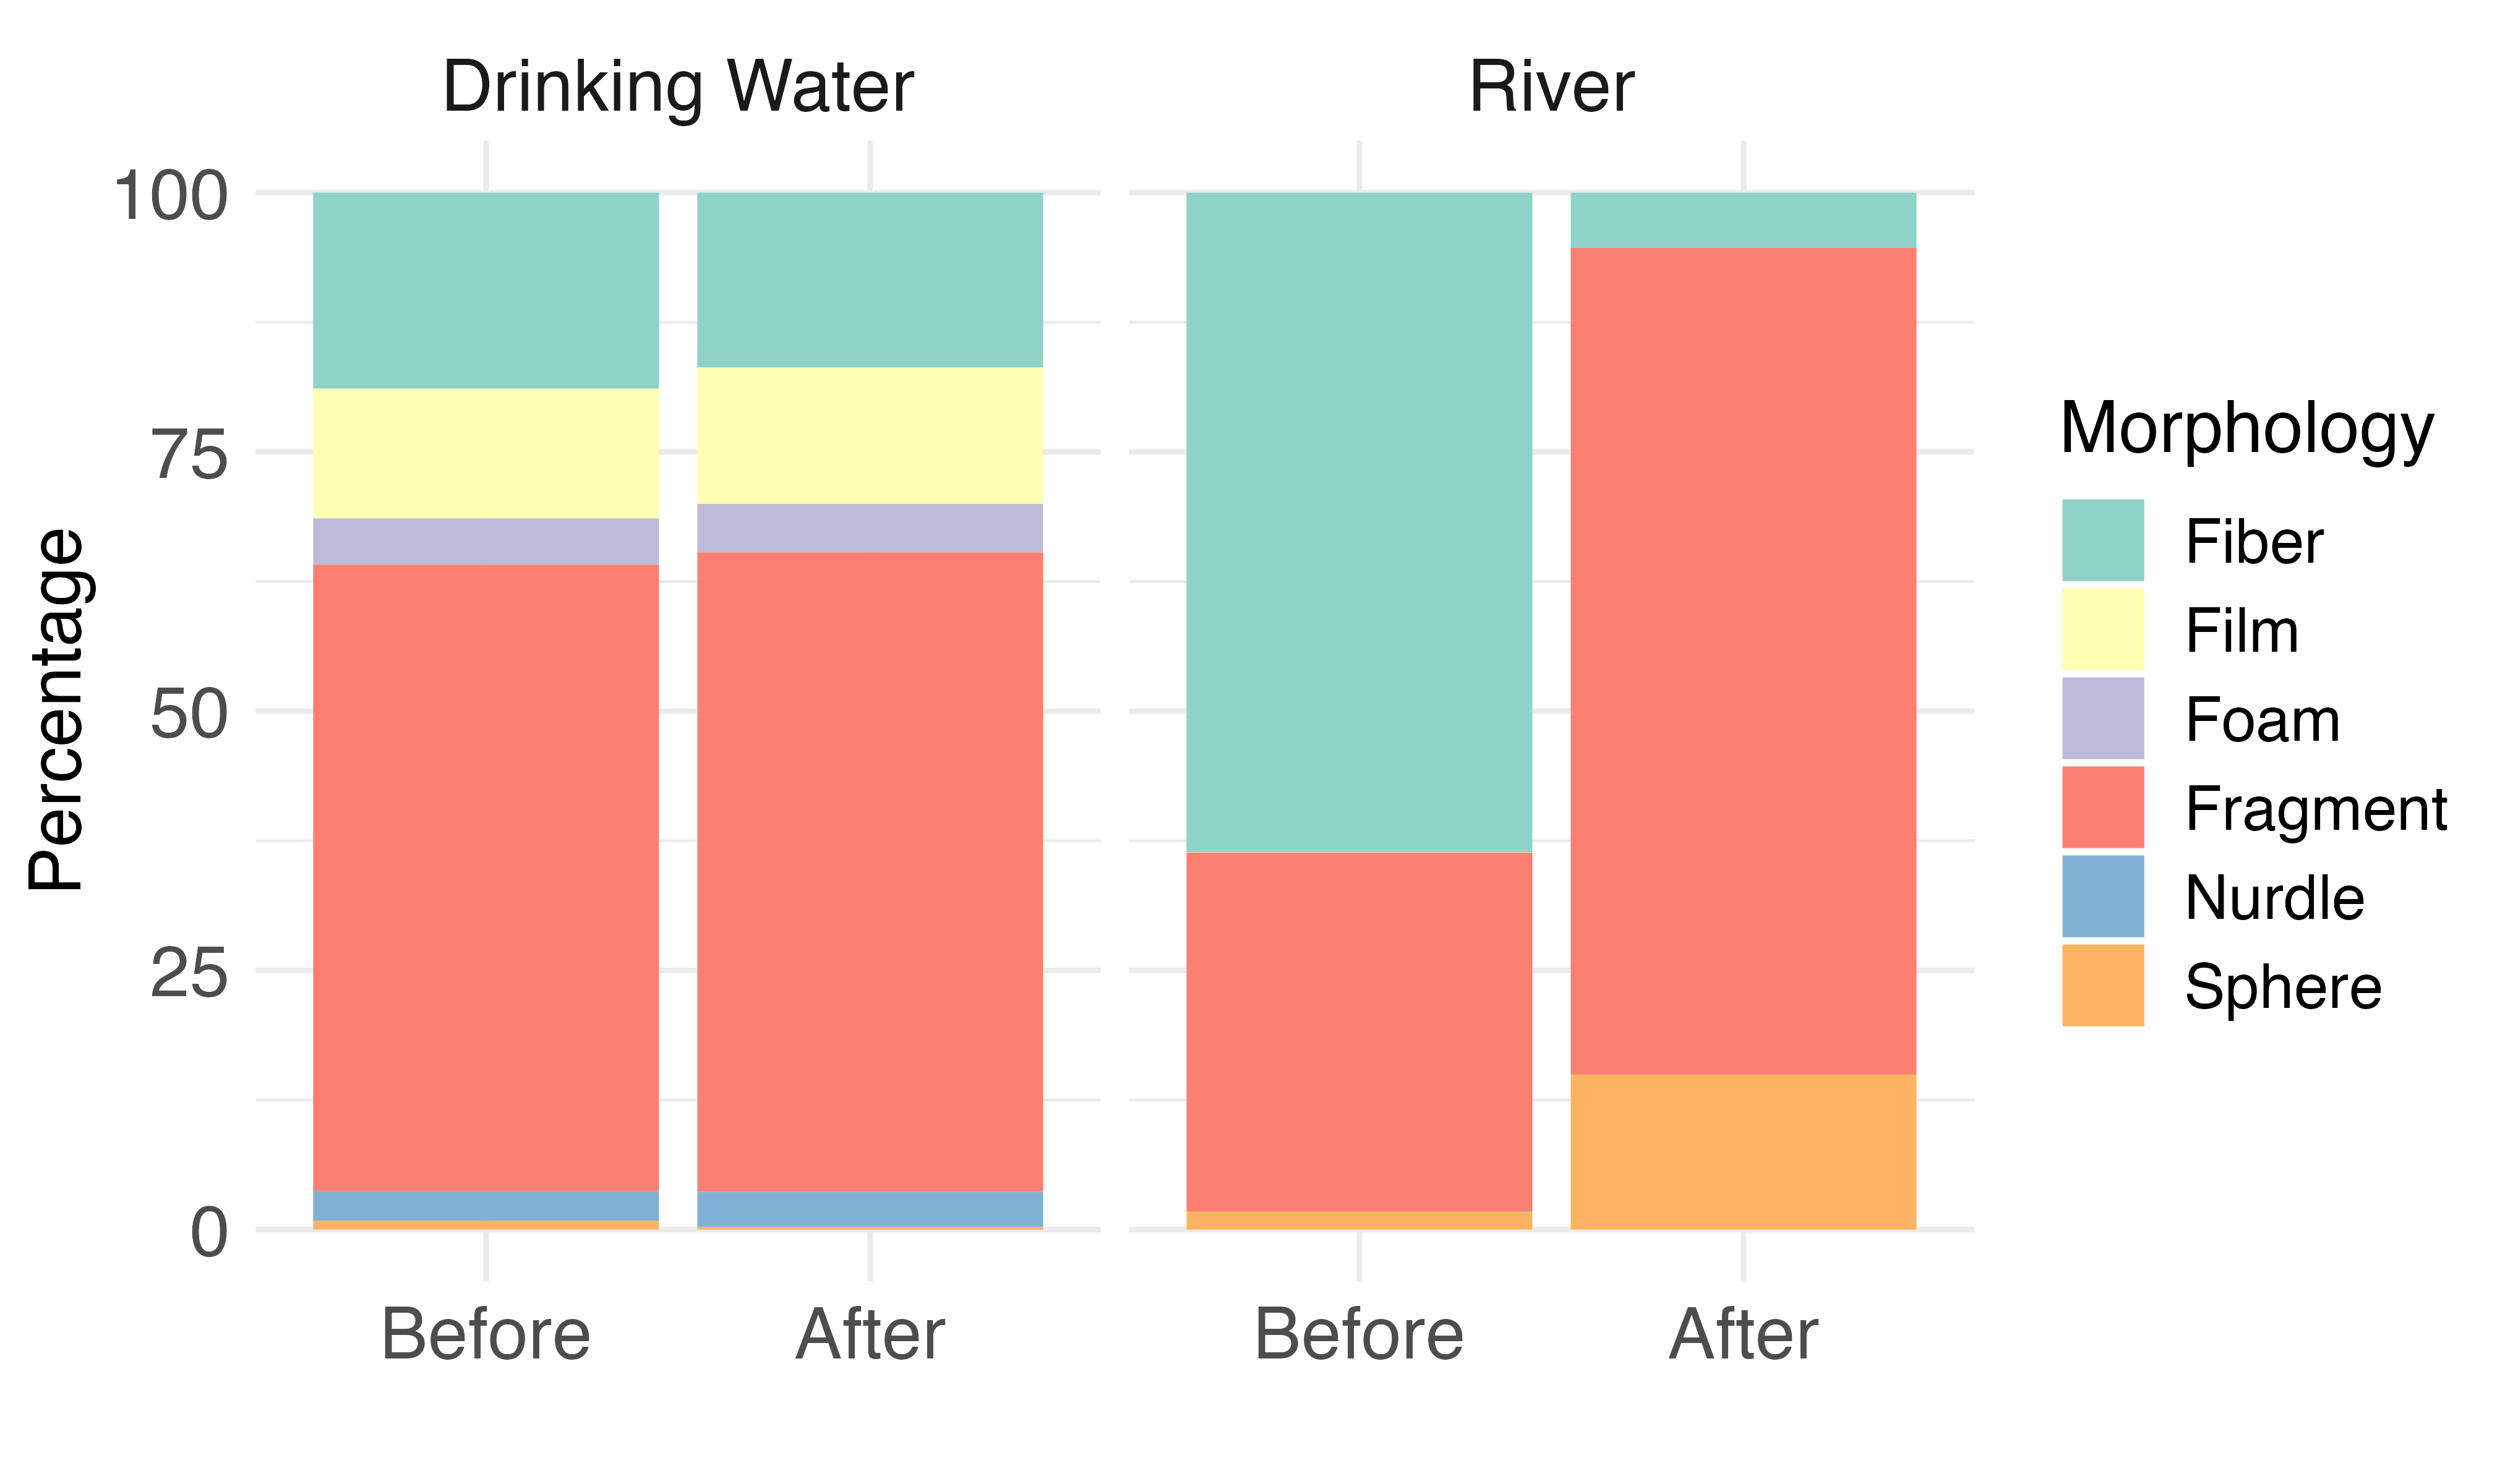 Drinking Water
River
100
75
50
25
0
Percentage
Before
After
Before
After
Morphology
Fiber
Film
Foam
Fragment
Nurdle
Sphere